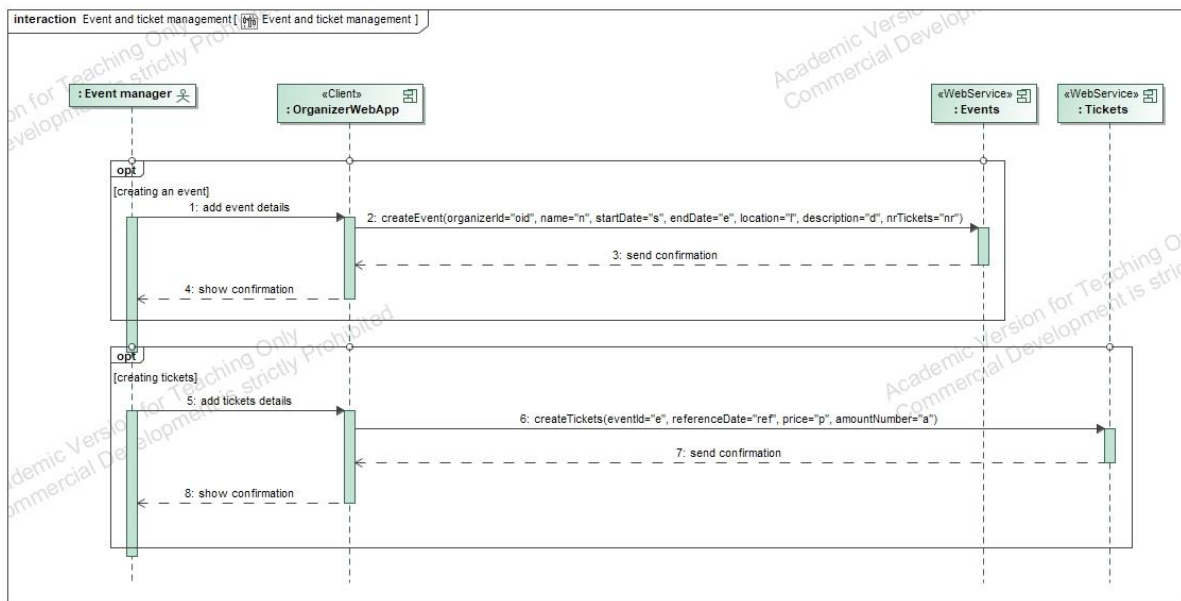 interaction Event and ticket management [ Event and ticket management ]
Academic Version for Teaching Only
Commercial Development is strictly Prohibited
: Event manager
«Client»
: OrganizerWebApp
«WebService»
: Events
«WebService»
: Tickets
opt
[creating an event]
1: add event details
2: createEvent(organizerId="oid", name="n", startDate="s", endDate="e", location="l", description="d", nrTickets="nr")
3: send confirmation
4: show confirmation
opt
[creating tickets]
5: add tickets details
6: createTickets(eventId="e", referenceDate="ref", price="p", amountNumber="a")
7: send confirmation
8: show confirmation